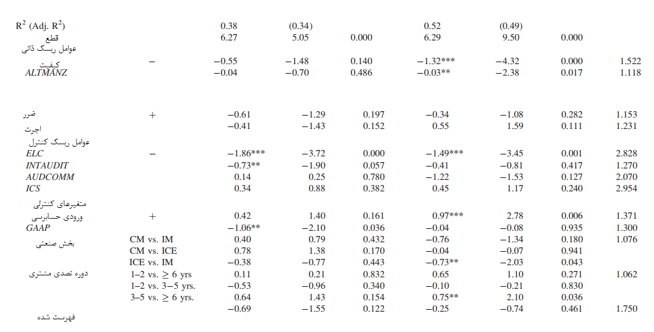 R² (Adj. R²) 0.38 (0.34) 0.52 (0.49)
قطع 6.27 5.05 0.000 6.29 9.50 0.000
عوامل ریسک ذاتی
کیفیت − −0.55 −1.48 0.140 −1.32*** −4.32 0.000 1.522
ALTMANZ −0.04 −0.70 0.486 −0.03** −2.38 0.017 1.118
ضرر + −0.61 −1.29 0.197 −0.34 −1.08 0.282 1.153
اجرت −0.41 −1.43 0.152 0.55 1.59 0.111 1.231
عوامل ریسک کنترل
ELC − −1.86*** −3.72 0.000 −1.49*** −3.45 0.001 2.828
INTAUDIT −0.73** −1.90 0.057 −0.41 −0.81 0.417 1.270
AUDCOMM 0.14 0.25 0.780 −1.22 −1.53 0.127 2.070
ICS 0.34 0.88 0.382 0.45 1.17 0.240 2.954
متغیرهای کنترلی
ورودی حسابرسی + 0.42 1.40 0.161 0.97*** 2.78 0.006 1.371
GAAP −1.06** −2.10 0.036 −0.04 −0.08 0.935 1.300
بخش صنعتی CM vs. IM 0.40 0.79 0.432 −0.76 −1.34 0.180 1.076
CM vs. ICE 0.78 1.38 0.170 −0.04 −0.07 0.941
ICE vs. IM −0.38 −0.77 0.443 −0.73** −2.03 0.043
دوره تصدی مشتری 1–2 vs. ≥ 6 yrs 0.11 0.21 0.832 0.65 1.10 0.271 1.062
1–2 vs. 3–5 yrs. −0.53 −0.96 0.340 −0.10 −0.21 0.830
3–5 vs. ≥ 6 yrs. 0.64 1.43 0.154 0.75** 2.10 0.036
فهرست شده −0.69 −1.55 0.122 −0.25 −0.74 0.461 1.750